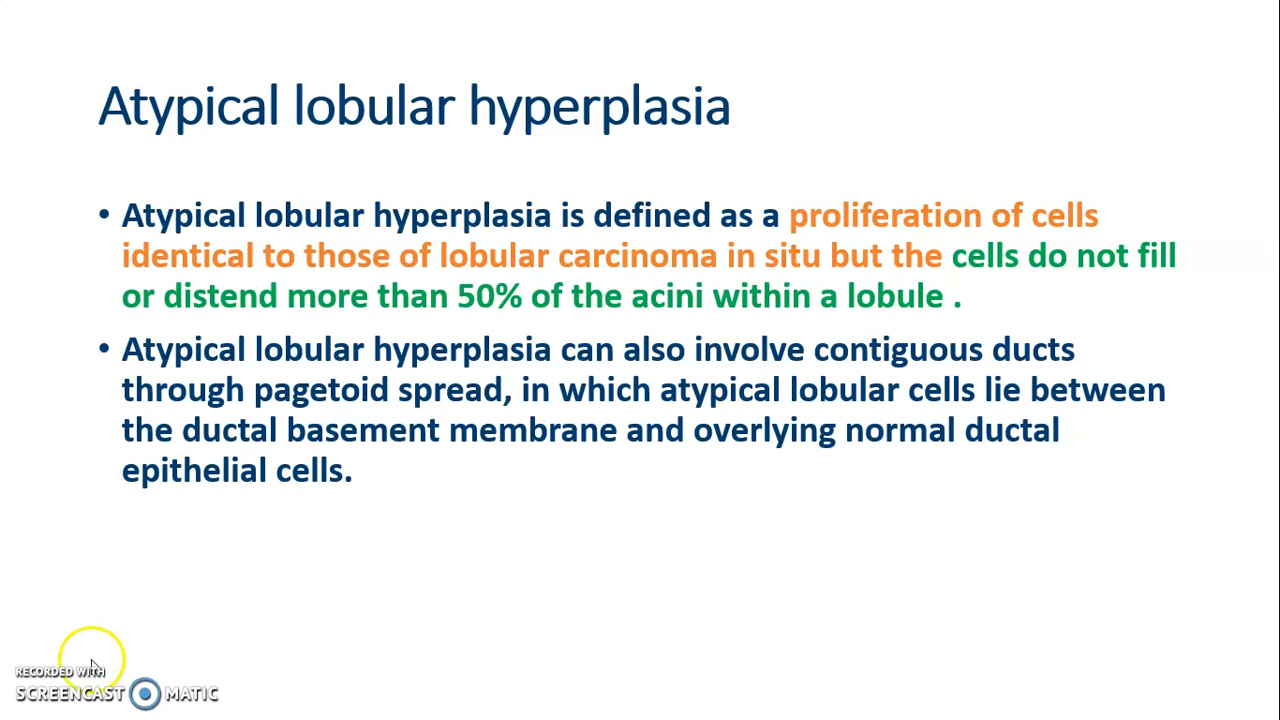 Atypical lobular hyperplasia
• Atypical lobular hyperplasia is defined as a proliferation of cells
identical to those of lobular carcinoma in situ but the cells do not fill
or distend more than 50% of the acini within a lobule .
• Atypical lobular hyperplasia can also involve contiguous ducts
through pagetoid spread, in which atypical lobular cells lie between
the ductal basement membrane and overlying normal ductal
epithelial cells.
RECORDED WITH
SCREENCAST MATIC